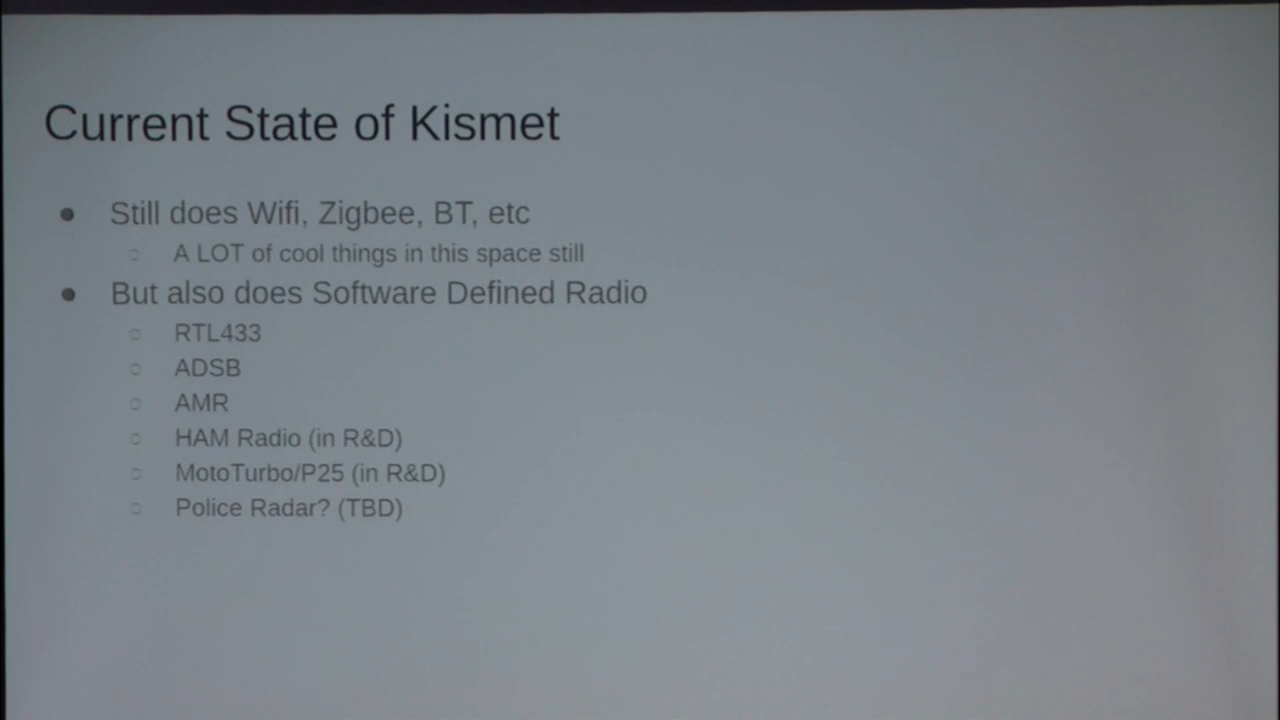 Current State of Kismet
● Still does Wifi, Zigbee, BT, etc
○ A LOT of cool things in this space still
● But also does Software Defined Radio
○ RTL433
○ ADSB
○ AMR
○ HAM Radio (in R&D)
○ MotoTurbo/P25 (in R&D)
○ Police Radar? (TBD)